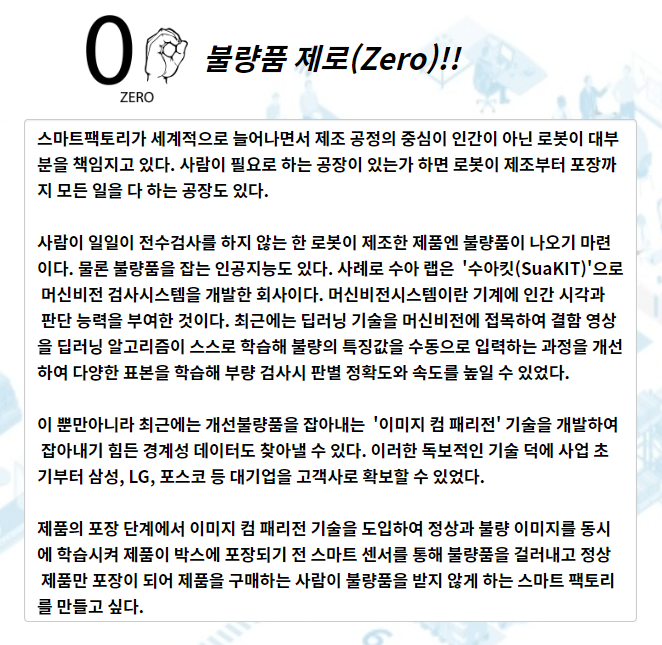 0
ZERO
불량품 제로(Zero)!!
스마트팩토리가 세계적으로 늘어나면서 제조 공정의 중심이 인간이 아닌 로봇이 대부
분을 책임지고 있다. 사람이 필요로 하는 공장이 있는가 하면 로봇이 제조부터 포장까
지 모든 일을 다 하는 공장도 있다.
사람이 일일이 전수검사를 하지 않는 한 로봇이 제조한 제품엔 불량품이 나오기 마련
이다. 물론 불량품을 잡는 인공지능도 있다. 사례로 수아 랩은 '수아킷(SuaKIT)'으로
머신비전 검사시스템을 개발한 회사이다. 머신비전시스템이란 기계에 인간 시각과
판단 능력을 부여한 것이다. 최근에는 딥러닝 기술을 머신비전에 접목하여 결함 영상
을 딥러닝 알고리즘이 스스로 학습해 불량의 특징값을 수동으로 입력하는 과정을 개선
하여 다양한 표본을 학습해 부량 검사시 판별 정확도와 속도를 높일 수 있었다.
이 뿐만아니라 최근에는 개선불량품을 잡아내는 '이미지 컴 패리전' 기술을 개발하여
잡아내기 힘든 경계성 데이터도 찾아낼 수 있다. 이러한 독보적인 기술 덕에 사업 초
기부터 삼성, LG, 포스코 등 대기업을 고객사로 확보할 수 있었다.
제품의 포장 단계에서 이미지 컴 패리전 기술을 도입하여 정상과 불량 이미지를 동시
에 학습시켜 제품이 박스에 포장되기 전 스마트 센서를 통해 불량품을 걸러내고 정상
제품만 포장이 되어 제품을 구매하는 사람이 불량품을 받지 않게 하는 스마트 팩토리
를 만들고 싶다.